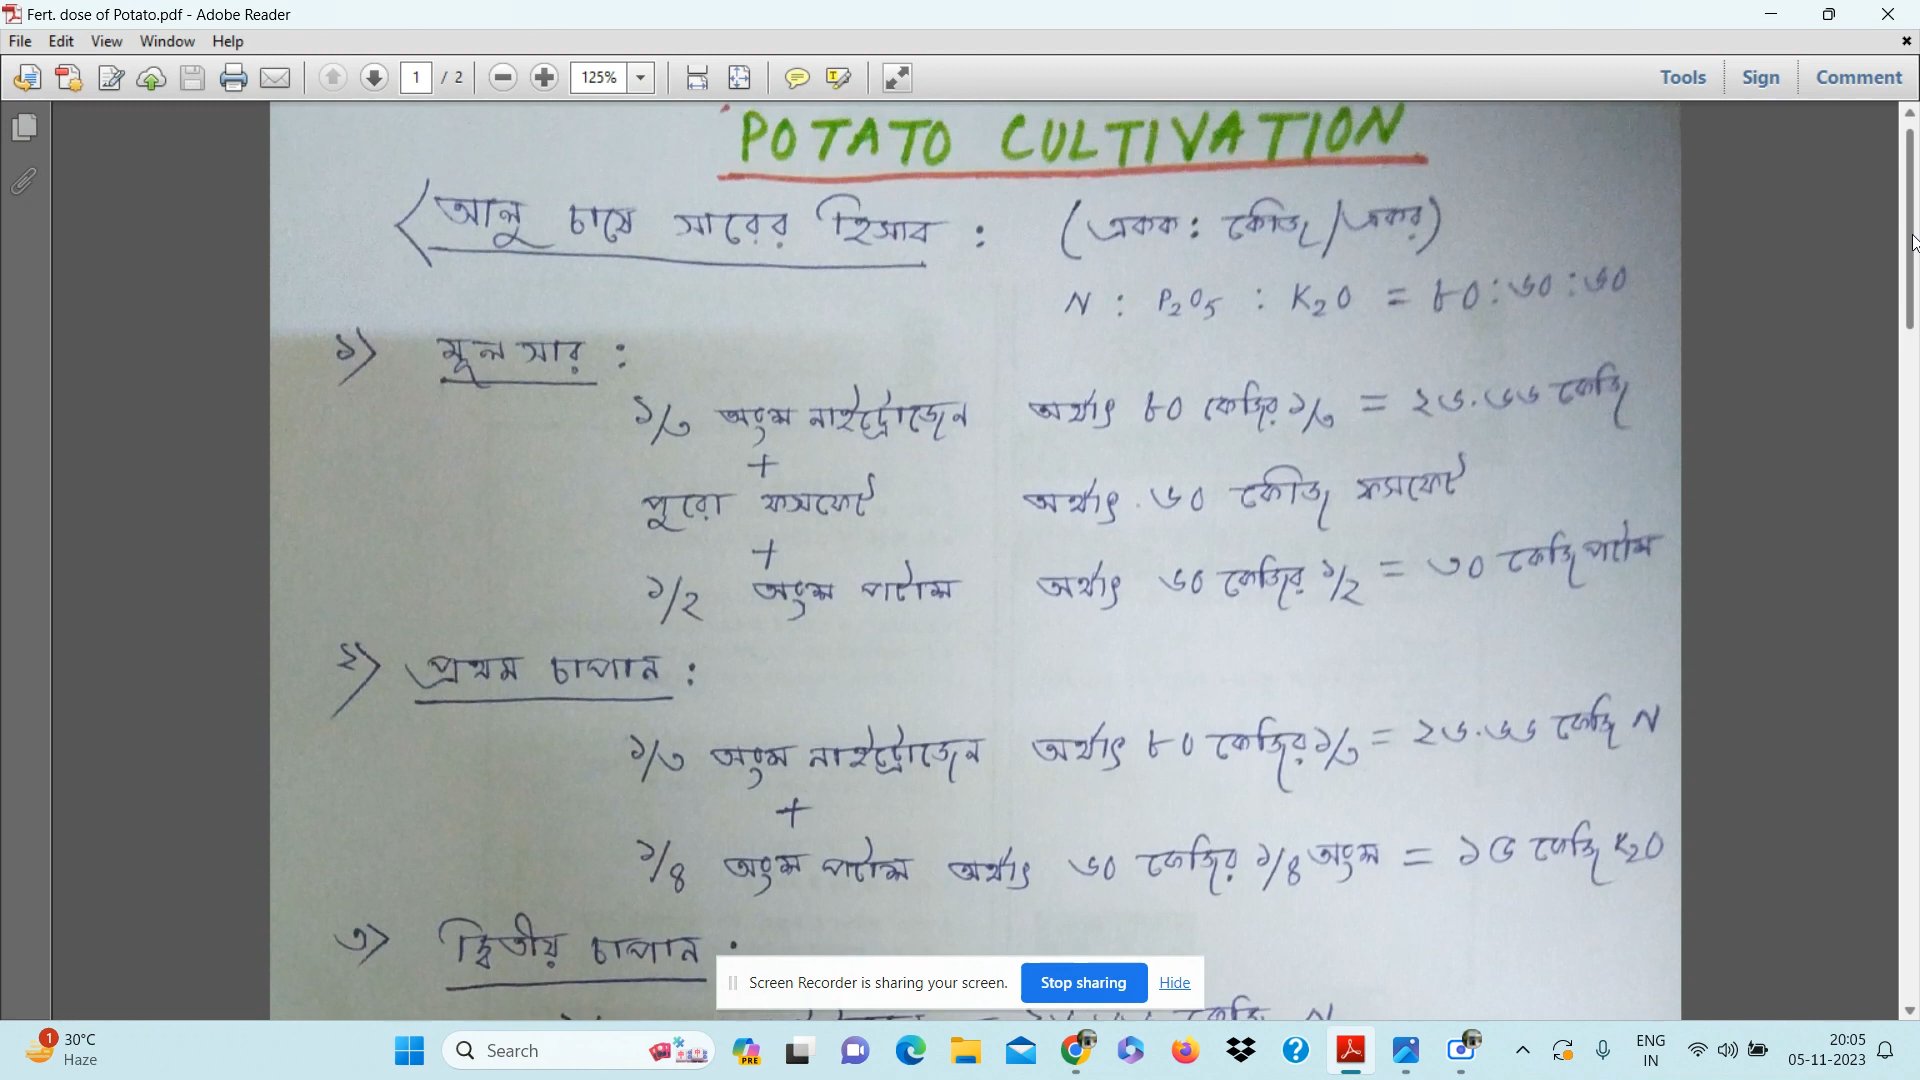 Fert. dose of Potato.pdf - Adobe Reader
File Edit View Window Help
1 / 2 125% Tools Sign Comment
POTATO CULTIVATION
আলু চাষে সারের হিসাব : (একক : কেজি/একর)
N : P₂O₅ : K₂O = ৮০:৬০:৬০
১) মূল সার :
১/৩ অংশ নাইট্রোজেন অর্থাৎ ৮০ কেজির ১/৩ = ২৬.৬৬ কেজি
+
পুরো ফসফেট অর্থাৎ ৬০ কেজি ফসফেট
+
১/২ অংশ পটাশ অর্থাৎ ৬০ কেজির ১/২ = ৩০ কেজি পটাশ
২) প্রথম চাপান :
১/৩ অংশ নাইট্রোজেন অর্থাৎ ৮০ কেজির ১/৩ = ২৬.৬৬ কেজি N
+
১/৪ অংশ পটাশ অর্থাৎ ৬০ কেজির ১/৪ অংশ = ১৫ কেজি K₂O
৩) দ্বিতীয় চাপান :
Screen Recorder is sharing your screen. Stop sharing Hide
1 30°C
Haze
Search
PRE
ENG
IN
20:05
05-11-2023